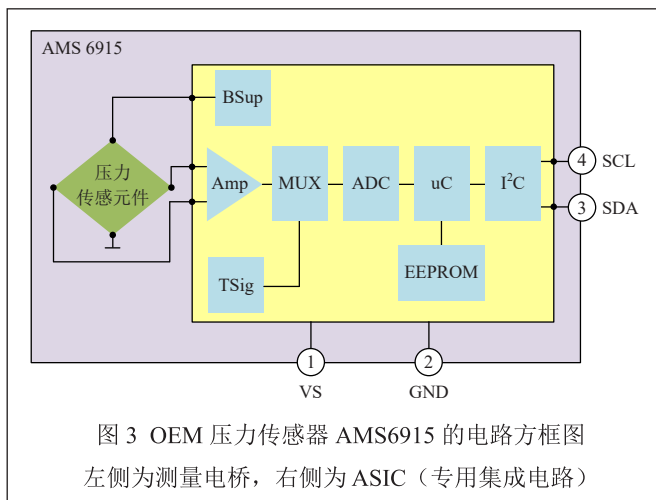 AMS 6915
BSup
压力
传感元件
Amp
MUX
ADC
uC
I²C
4 SCL
3 SDA
TSig
EEPROM
1
2
VS
GND
图 3 OEM 压力传感器 AMS6915 的电路方框图
左侧为测量电桥，右侧为 ASIC（专用集成电路）